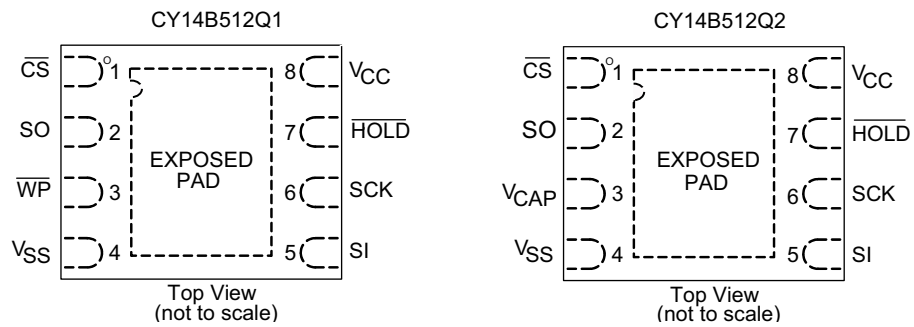 CY14B512Q1
CS 1 8 VCC
SO 2 7 HOLD
EXPOSED
PAD
WP 3 6 SCK
VSS 4 5 SI
Top View
(not to scale)
CY14B512Q2
CS 1 8 VCC
SO 2 7 HOLD
EXPOSED
PAD
VCAP 3 6 SCK
VSS 4 5 SI
Top View
(not to scale)